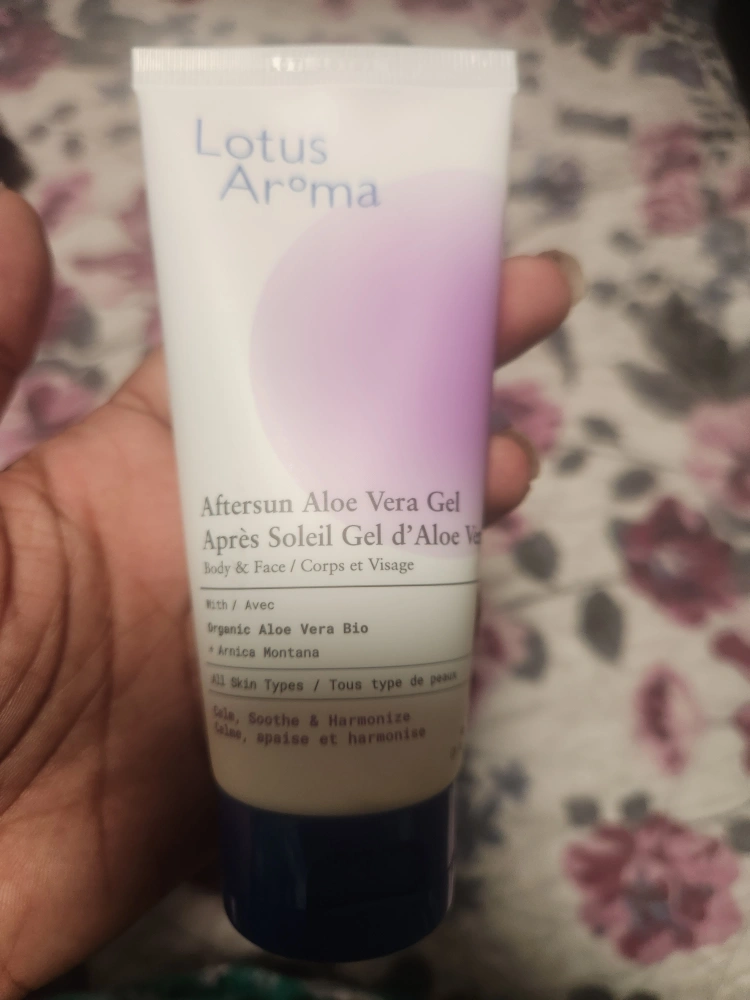 Lotus
Aroma
Aftersun Aloe Vera Gel
Après Soleil Gel d'Aloe
Body & Face / Corps et Visage
With / Avec
Organic Aloe Vera Bio
+ Arnica Montana
All Skin Types / Tous type de peaux
Calm, Soothe & Harmonize
Calme, apaise et harmonise